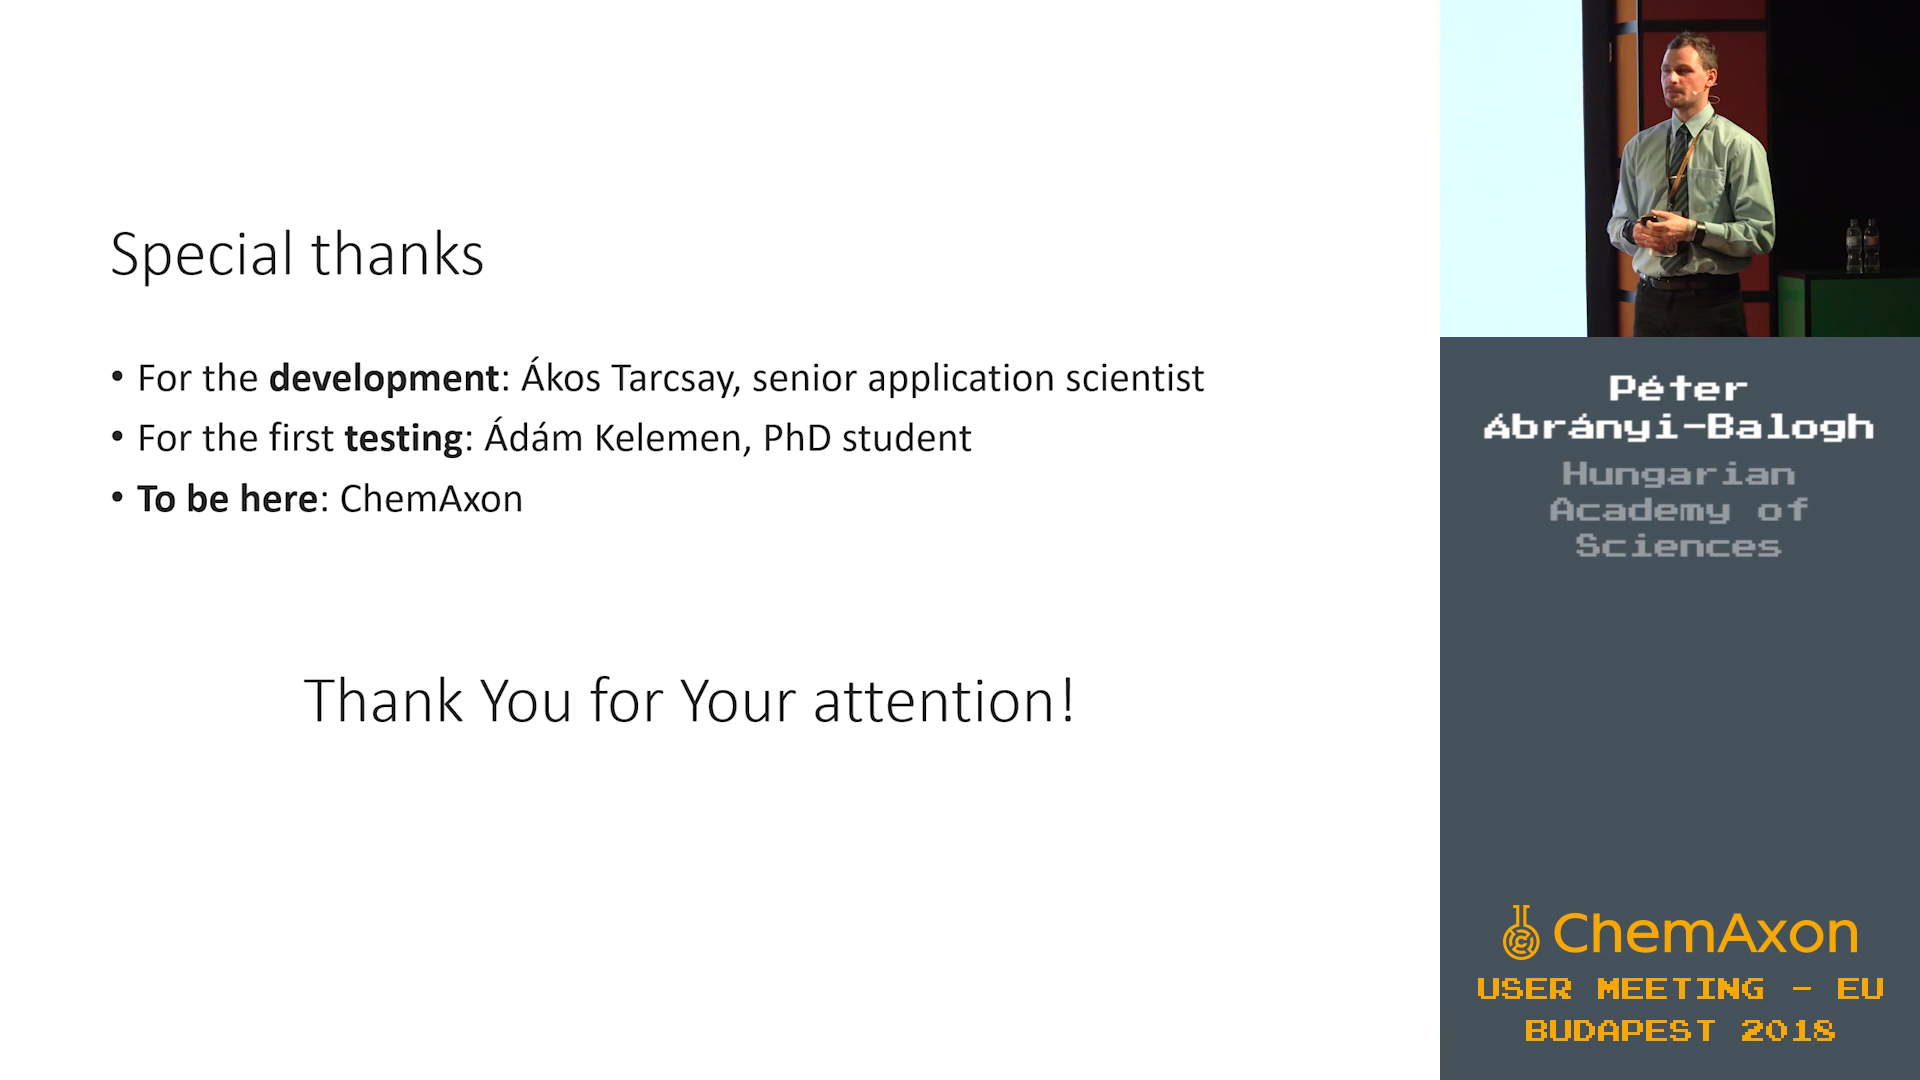 Special thanks
• For the development: Ákos Tarcsay, senior application scientist
• For the first testing: Ádám Kelemen, PhD student
• To be here: ChemAxon
Thank You for Your attention!
Péter
Ábrányi-Balogh
Hungarian
Academy of
Sciences
ChemAxon
USER MEETING - EU
BUDAPEST 2018